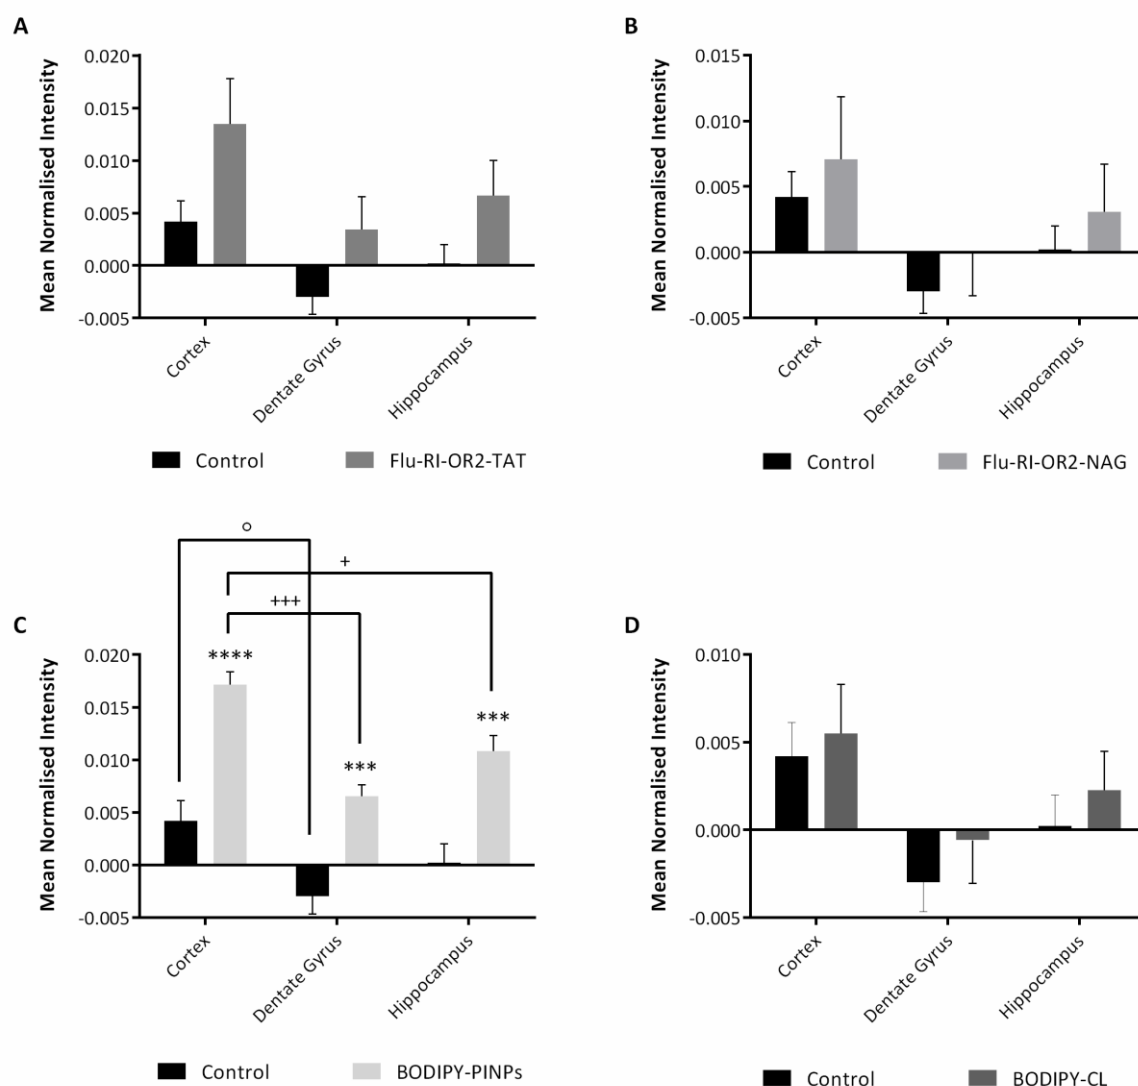 A
Mean Normalised Intensity
0.020
0.015
0.010
0.005
0.000
-0.005
Cortex
Dentate Gyrus
Hippocampus
Control
Flu-RI-OR2-TAT
B
Mean Normalised Intensity
0.015
0.010
0.005
0.000
-0.005
Cortex
Dentate Gyrus
Hippocampus
Control
Flu-RI-OR2-NAG
C
Mean Normalised Intensity
0.020
0.015
0.010
0.005
0.000
-0.005
○
+
+++
****
***
***
Cortex
Dentate Gyrus
Hippocampus
Control
BODIPY-PINPs
D
Mean Normalised Intensity
0.010
0.005
0.000
-0.005
Cortex
Dentate Gyrus
Hippocampus
Control
BODIPY-CL